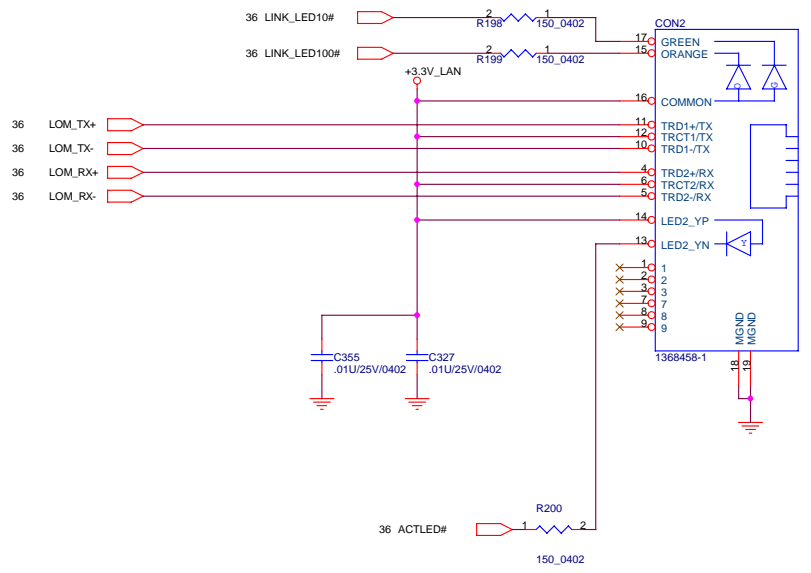 36 LINK_LED10#
2
1
R198
150_0402
36 LINK_LED100#
2
1
R199
150_0402
+3.3V_LAN
CON2
17
GREEN
15
ORANGE
O
G
16
COMMON
36 LOM_TX+
11
TRD1+/TX
12
TRCT1/TX
36 LOM_TX-
10
TRD1-/TX
36 LOM_RX+
4
TRD2+/RX
6
TRCT2/RX
36 LOM_RX-
5
TRD2-/RX
14
LED2_YP
13
LED2_YN
Y
1
1
2
2
3
3
7
7
8
8
9
9
MGND
MGND
1368458-1
18
19
C355
.01U/25V/0402
C327
.01U/25V/0402
R200
36 ACTLED#
1
2
150_0402